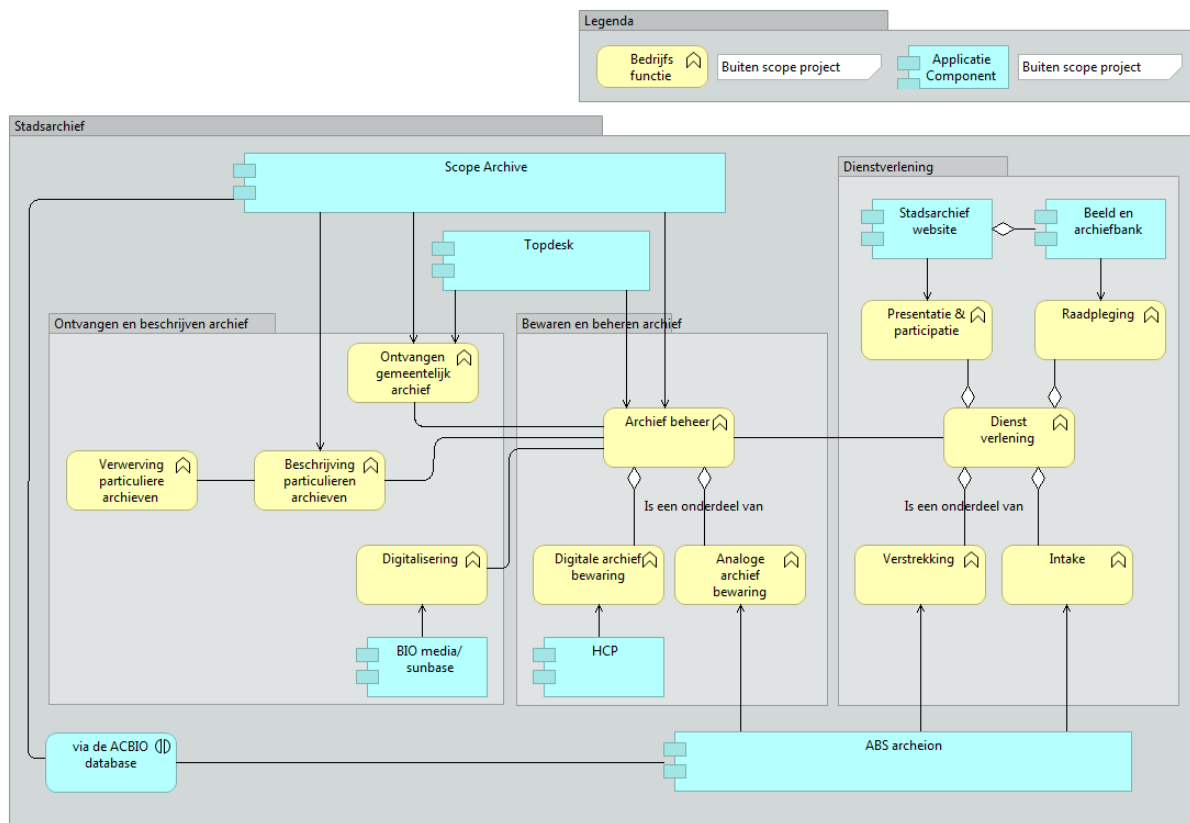 Legenda
Bedrijfs
functie
Buiten scope project
Applicatie
Component
Buiten scope project
Stadsarchief
Scope Archive
Dienstverlening
Stadsarchief
website
Beeld en
archiefbank
Topdesk
Ontvangen en beschrijven archief
Bewaren en beheren archief
Presentatie &
participatie
Raadpleging
Ontvangen
gemeentelijk
archief
Archief beheer
Dienst
verlening
Verwerving
particuliere
archieven
Beschrijving
particulieren
archieven
Is een onderdeel van
Is een onderdeel van
Digitalisering
Digitale archief
bewaring
Analoge
archief
bewaring
Verstrekking
Intake
BIO media/
sunbase
HCP
via de ACBIO
database
ABS archeion